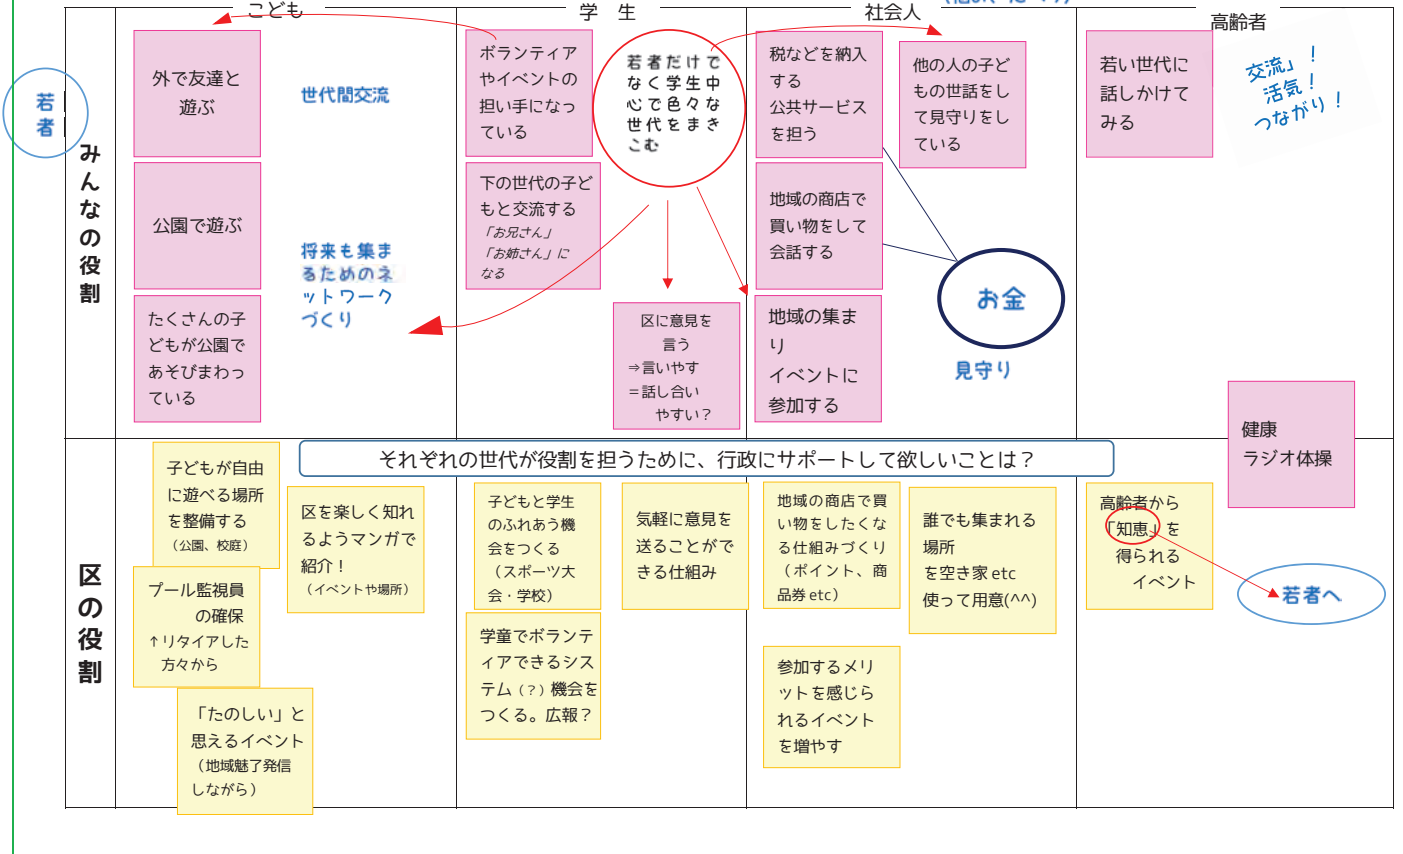 こども
学 生
社会人
高齢者
若
者
みんなの役割
外で友達と
遊ぶ
世代間交流
公園で遊ぶ
将来も集ま
るためのネ
ットワーク
づくり
たくさんの子
どもが公園で
あそびまわっ
ている
ボランティア
やイベントの
担い手になっ
ている
若者だけで
なく学生中
心で色々な
世代をまき
こむ
下の世代の子ど
もと交流する
「お兄さん」
「お姉さん」に
なる
区に意見を
言う
⇒言いやす
＝話し合い
やすい？
税などを納入
する
公共サービス
を担う
他の人の子ど
もの世話をし
て見守りをし
ている
地域の商店で
買い物をして
会話する
お金
地域の集ま
り
イベントに
参加する
見守り
若い世代に
話しかけて
みる
交流」！
活気！
つながり！
健康
ラジオ体操
それぞれの世代が役割を担うために、行政にサポートして欲しいことは？
区の役割
子どもが自由
に遊べる場所
を整備する
（公園、校庭）
区を楽しく知れ
るようマンガで
紹介！
（イベントや場所）
プール監視員
の確保
↑リタイアした
方々から
「たのしい」と
思えるイベント
（地域魅了発信
しながら）
子どもと学生
のふれあう機
会をつくる
（スポーツ大
会・学校）
気軽に意見を
送ることがで
きる仕組み
学童でボランテ
ィアできるシス
テム（？）機会を
つくる。広報？
地域の商店で買
い物をしたくな
る仕組みづくり
（ポイント、商
品券 etc）
誰でも集まれる
場所
を空き家 etc
使って用意(^^)
参加するメリ
ットを感じら
れるイベント
を増やす
高齢者から
「知恵」を
得られる
イベント
若者へ